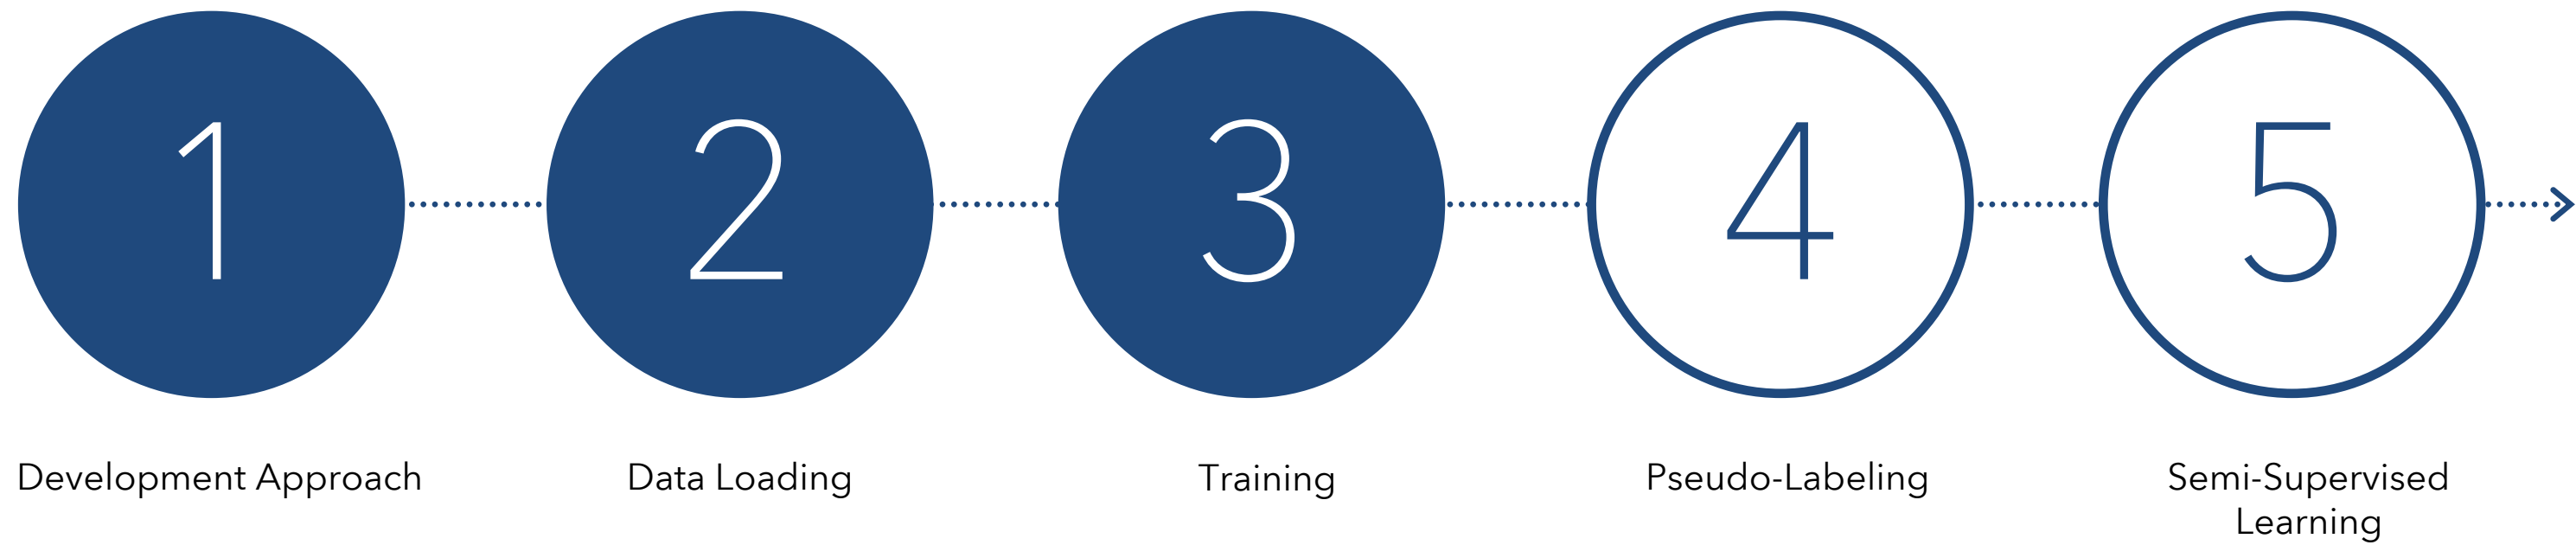 1
2
3
4
5
Development Approach
Data Loading
Training
Pseudo-Labeling
Semi-Supervised
Learning